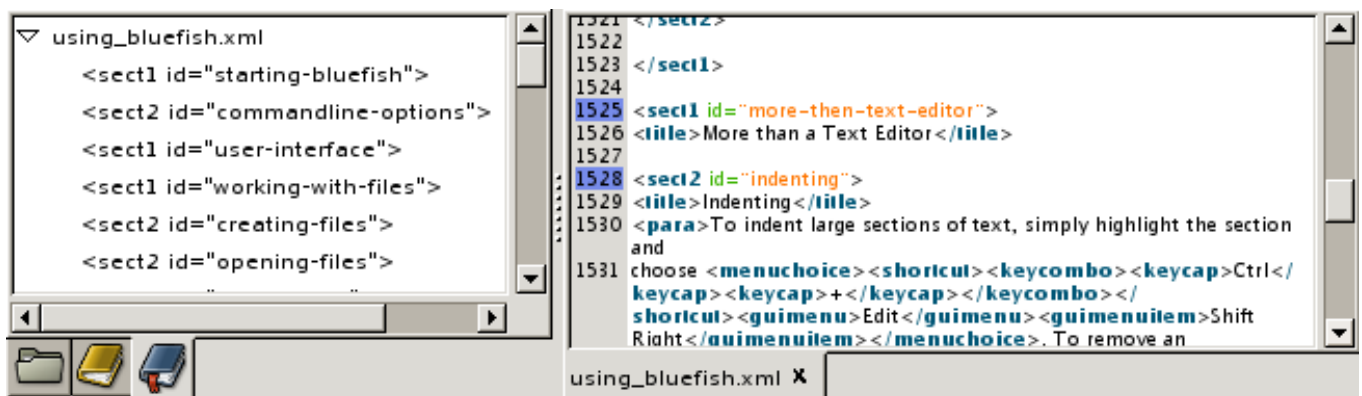 using_bluefish.xml
<sect1 id="starting-bluefish">
<sect2 id="commandline-options">
<sect1 id="user-interface">
<sect1 id="working-with-files">
<sect2 id="creating-files">
<sect2 id="opening-files">
1521 </sect2>
1522
1523 </sect1>
1524
1525 <sect1 id="more-then-text-editor">
1526 <title>More than a Text Editor</title>
1527
1528 <sect2 id="indenting">
1529 <title>Indenting</title>
1530 <para>To indent large sections of text, simply highlight the section
and
1531 choose <menuchoice><shortcut><keycombo><keycap>Ctrl</
keycap><keycap>+</keycap></keycombo></
shortcut><guimenu>Edit</guimenu><guimenuitem>Shift
Right</guimenuitem></menuchoice>. To remove an
using_bluefish.xml X